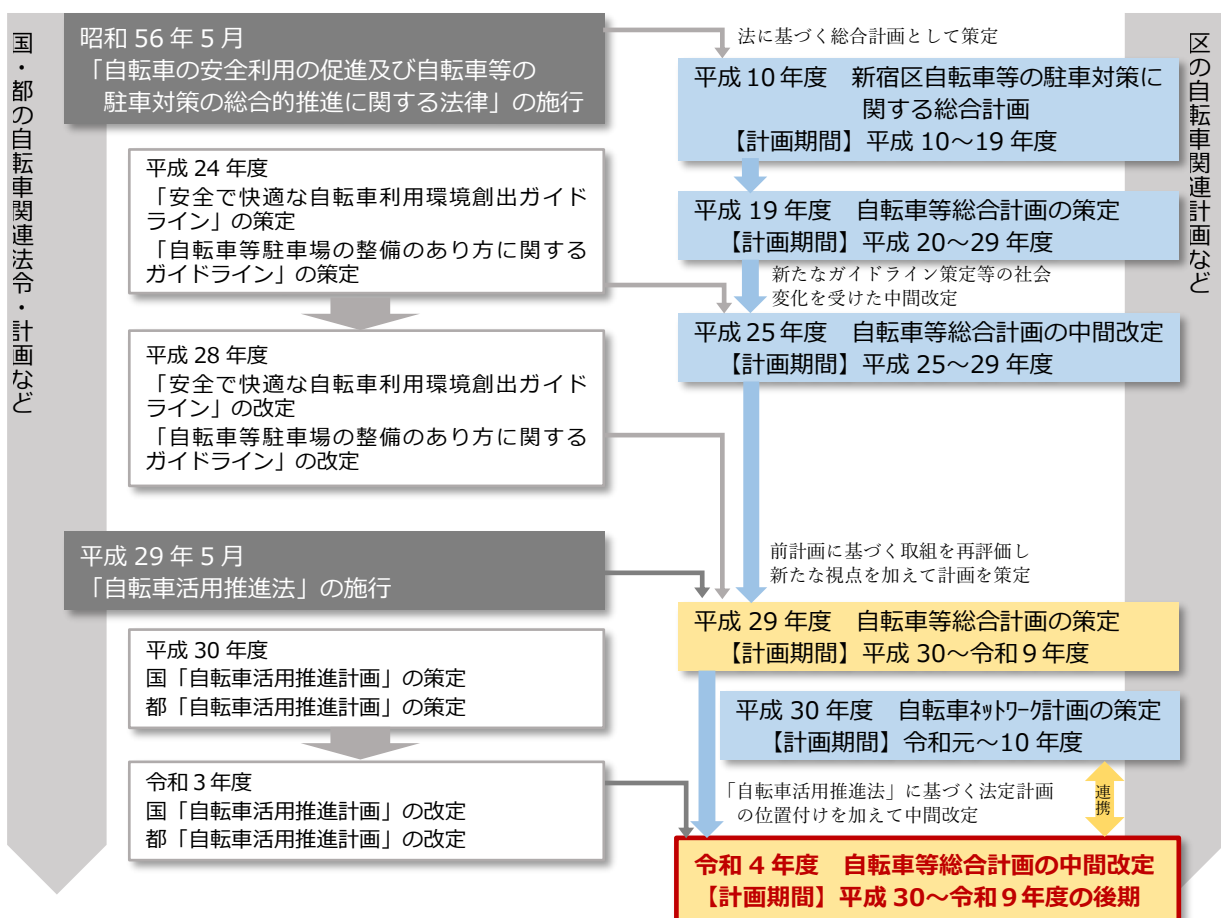 国・都の自転車関連法令・計画など
昭和 56 年 5 月
「自転車の安全利用の促進及び自転車等の
駐車対策の総合的推進に関する法律」の施行
平成 24 年度
「安全で快適な自転車利用環境創出ガイド
ライン」の策定
「自転車等駐車場の整備のあり方に関する
ガイドライン」の策定
平成 28 年度
「安全で快適な自転車利用環境創出ガイド
ライン」の改定
「自転車等駐車場の整備のあり方に関する
ガイドライン」の改定
平成 29 年 5 月
「自転車活用推進法」の施行
平成 30 年度
国「自転車活用推進計画」の策定
都「自転車活用推進計画」の策定
令和 3 年度
国「自転車活用推進計画」の改定
都「自転車活用推進計画」の改定
区の自転車関連計画など
法に基づく総合計画として策定
平成 10 年度　新宿区自転車等の駐車対策に
関する総合計画
【計画期間】平成 10～19 年度
平成 19 年度　自転車等総合計画の策定
【計画期間】平成 20～29 年度
新たなガイドライン策定等の社会
変化を受けた中間改定
平成 25 年度　自転車等総合計画の中間改定
【計画期間】平成 25～29 年度
前計画に基づく取組を再評価し
新たな視点を加えて計画を策定
平成 29 年度　自転車等総合計画の策定
【計画期間】平成 30～令和 9 年度
平成 30 年度　自転車ﾈｯﾄﾜｰｸ計画の策定
【計画期間】令和元～10 年度
「自転車活用推進法」に基づく法定計画
の位置付けを加えて中間改定
連携
令和 4 年度　自転車等総合計画の中間改定
【計画期間】平成 30～令和 9 年度の後期